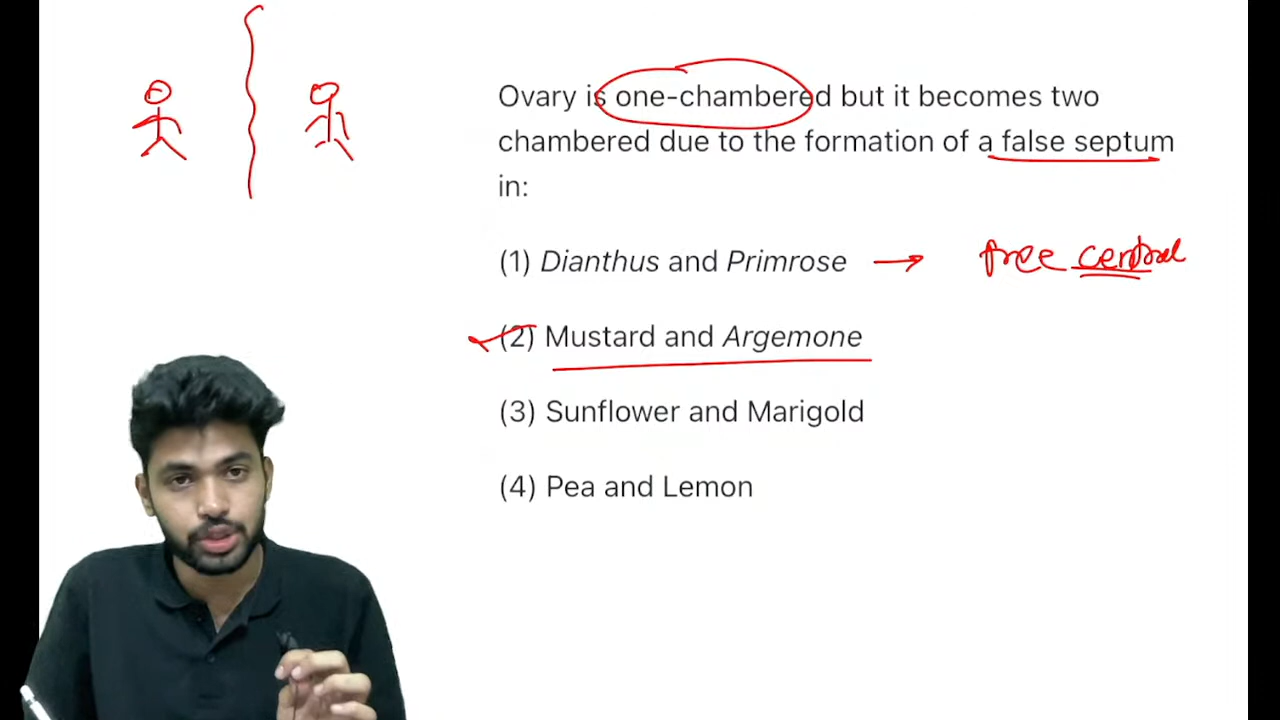 Ovary is one-chambered but it becomes two
chambered due to the formation of a false septum
in:
(1) Dianthus and Primrose → free central
(2) Mustard and Argemone
(3) Sunflower and Marigold
(4) Pea and Lemon